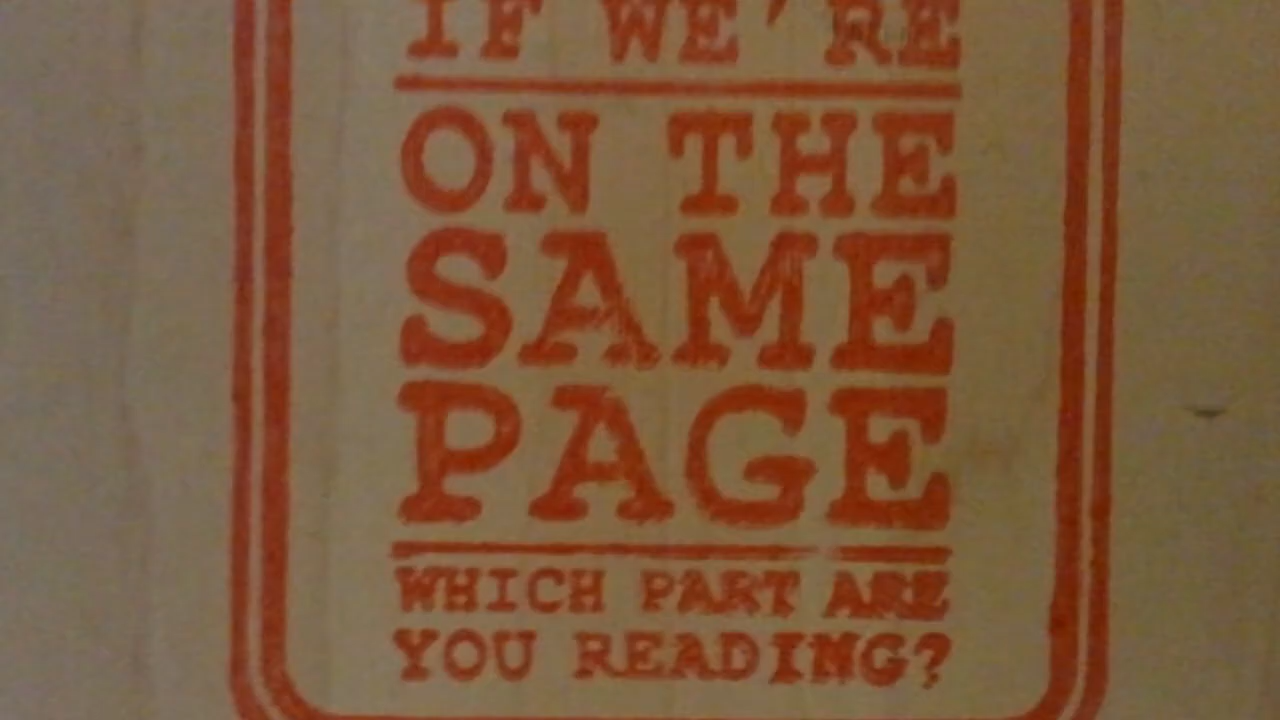 IF WE'RE
ON THE
SAME
PAGE
WHICH PART ARE
YOU READING?